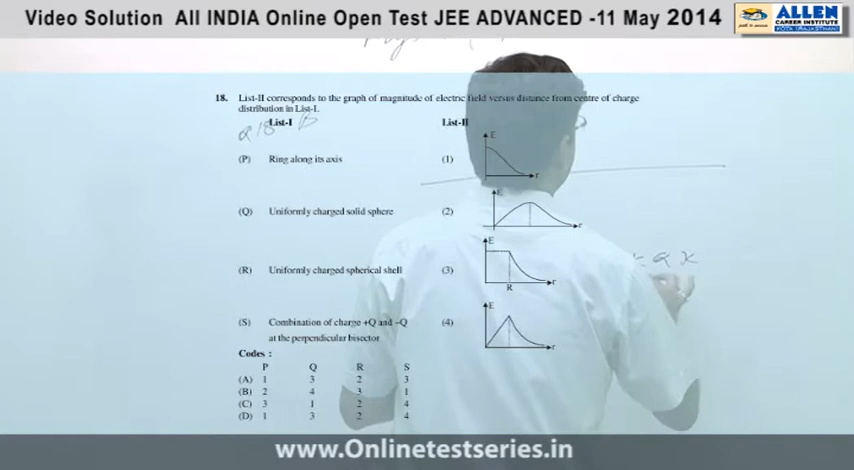 Video Solution All INDIA Online Open Test JEE ADVANCED -11 May 2014
ALLEN
CAREER INSTITUTE
KOTA (RAJASTHAN)
18. List-II corresponds to the graph of magnitude of electric field versus distance from centre of charge
distribution in List-I.
List-I List-II
Q 18 B
(P) Ring along its axis (1)
E
r
(Q) Uniformly charged solid sphere (2)
E
r
(R) Uniformly charged spherical shell (3)
E
R
r
(S) Combination of charge +Q and -Q (4)
at the perpendicular bisector
E
r
Codes :
P Q R S
(A) 1 3 2 3
(B) 2 4 3 1
(C) 3 1 2 4
(D) 1 3 2 4
www.Onlinetestseries.in